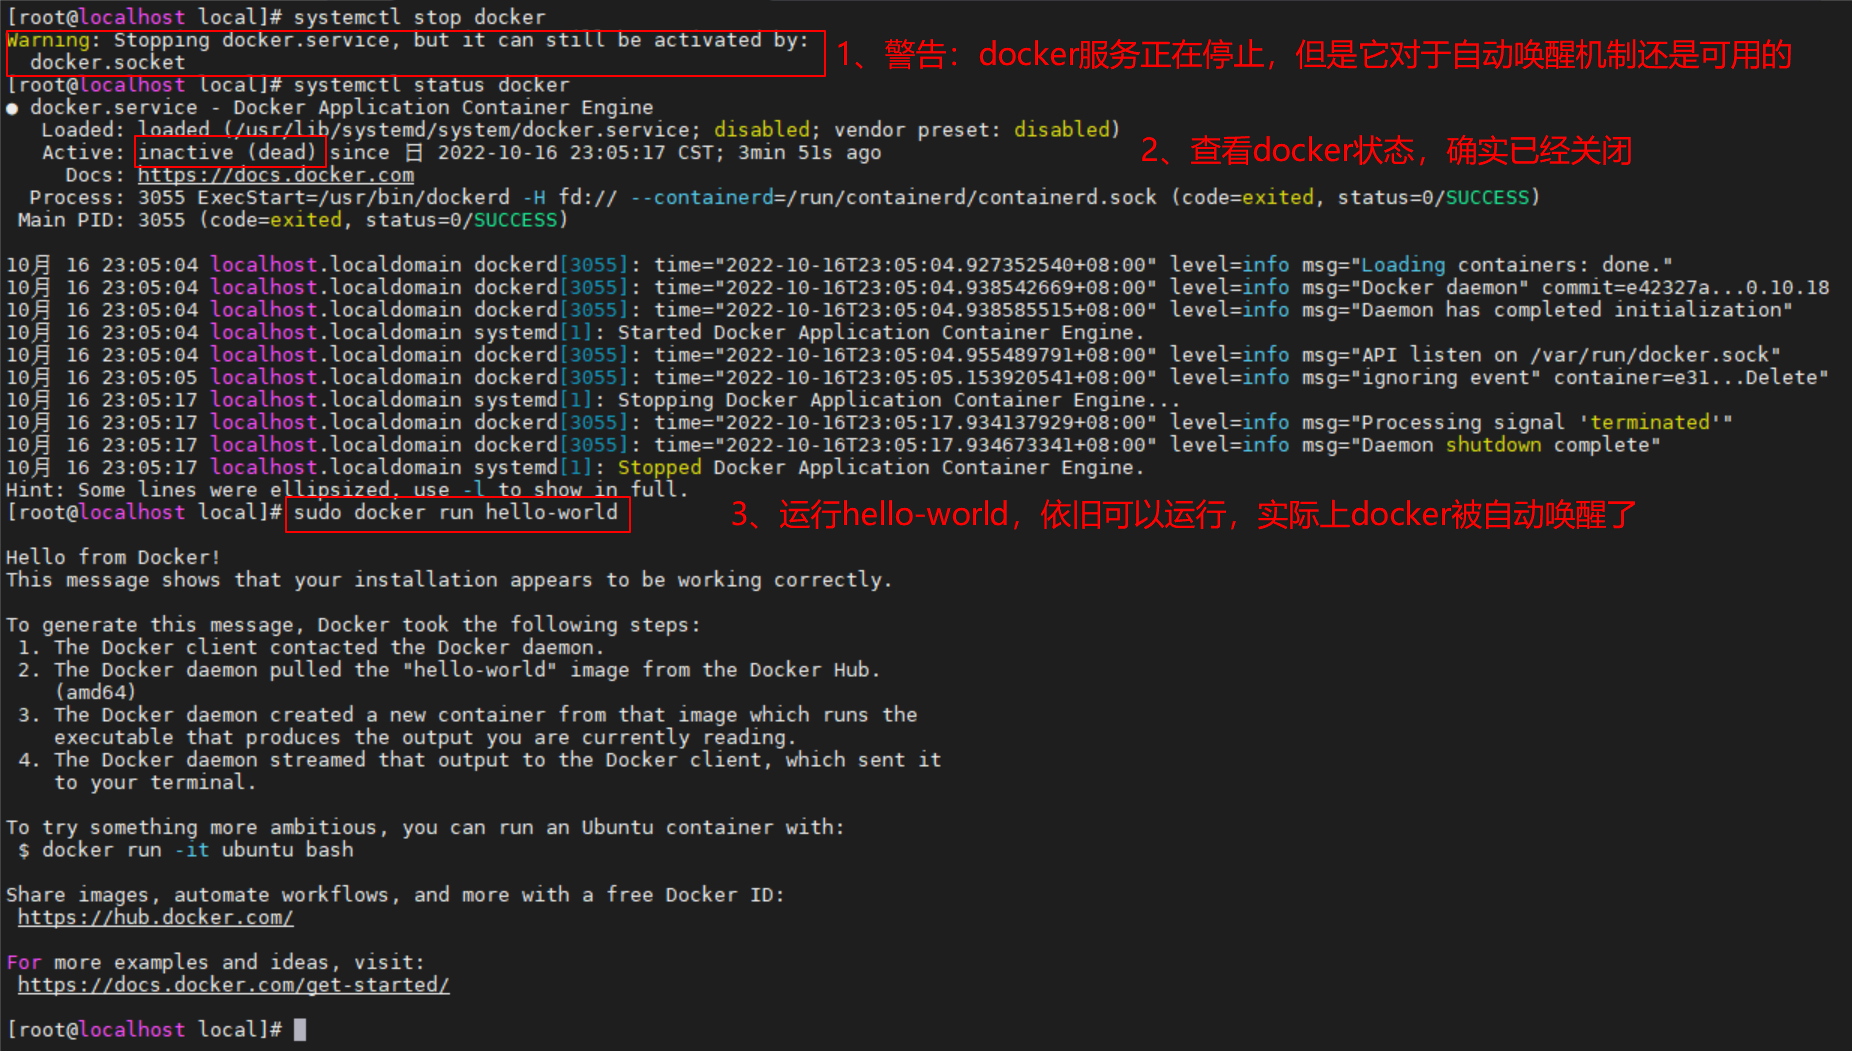 [root@localhost local]# systemctl stop docker
Warning: Stopping docker.service, but it can still be activated by:
  docker.socket
1、警告：docker服务正在停止，但是它对于自动唤醒机制还是可用的
[root@localhost local]# systemctl status docker
● docker.service - Docker Application Container Engine
   Loaded: loaded (/usr/lib/systemd/system/docker.service; disabled; vendor preset: disabled)
   Active: inactive (dead) since 日 2022-10-16 23:05:17 CST; 3min 51s ago
2、查看docker状态，确实已经关闭
     Docs: https://docs.docker.com
  Process: 3055 ExecStart=/usr/bin/dockerd -H fd:// --containerd=/run/containerd/containerd.sock (code=exited, status=0/SUCCESS)
 Main PID: 3055 (code=exited, status=0/SUCCESS)
10月 16 23:05:04 localhost.localdomain dockerd[3055]: time="2022-10-16T23:05:04.927352540+08:00" level=info msg="Loading containers: done."
10月 16 23:05:04 localhost.localdomain dockerd[3055]: time="2022-10-16T23:05:04.938542669+08:00" level=info msg="Docker daemon" commit=e42327a...0.10.18
10月 16 23:05:04 localhost.localdomain dockerd[3055]: time="2022-10-16T23:05:04.938585515+08:00" level=info msg="Daemon has completed initialization"
10月 16 23:05:04 localhost.localdomain systemd[1]: Started Docker Application Container Engine.
10月 16 23:05:04 localhost.localdomain dockerd[3055]: time="2022-10-16T23:05:04.955489791+08:00" level=info msg="API listen on /var/run/docker.sock"
10月 16 23:05:05 localhost.localdomain dockerd[3055]: time="2022-10-16T23:05:05.153920541+08:00" level=info msg="ignoring event" container=e31...Delete"
10月 16 23:05:17 localhost.localdomain systemd[1]: Stopping Docker Application Container Engine...
10月 16 23:05:17 localhost.localdomain dockerd[3055]: time="2022-10-16T23:05:17.934137929+08:00" level=info msg="Processing signal 'terminated'"
10月 16 23:05:17 localhost.localdomain dockerd[3055]: time="2022-10-16T23:05:17.934673341+08:00" level=info msg="Daemon shutdown complete"
10月 16 23:05:17 localhost.localdomain systemd[1]: Stopped Docker Application Container Engine.
Hint: Some lines were ellipsized, use -l to show in full.
[root@localhost local]# sudo docker run hello-world
3、运行hello-world，依旧可以运行，实际上docker被自动唤醒了
Hello from Docker!
This message shows that your installation appears to be working correctly.
To generate this message, Docker took the following steps:
 1. The Docker client contacted the Docker daemon.
 2. The Docker daemon pulled the "hello-world" image from the Docker Hub.
    (amd64)
 3. The Docker daemon created a new container from that image which runs the
    executable that produces the output you are currently reading.
 4. The Docker daemon streamed that output to the Docker client, which sent it
    to your terminal.
To try something more ambitious, you can run an Ubuntu container with:
 $ docker run -it ubuntu bash
Share images, automate workflows, and more with a free Docker ID:
 https://hub.docker.com/
For more examples and ideas, visit:
 https://docs.docker.com/get-started/
[root@localhost local]#